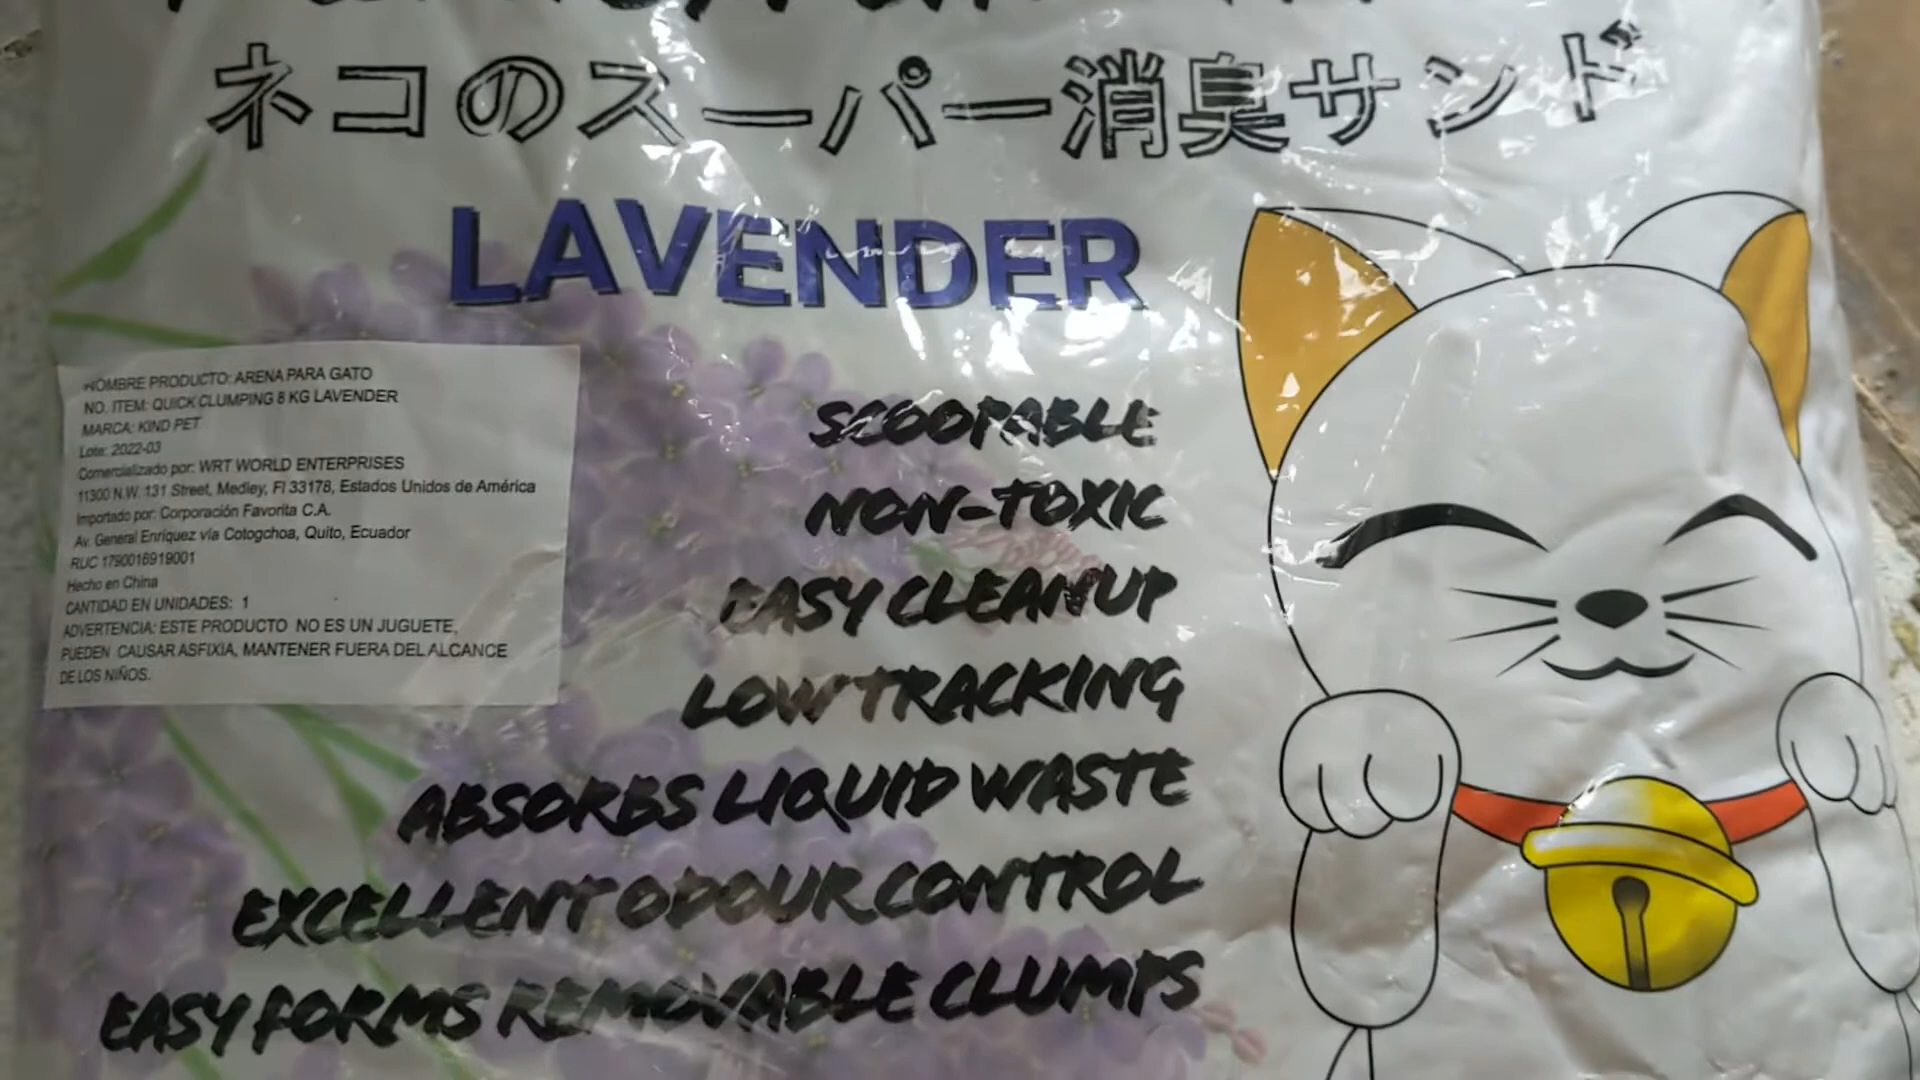 ネコのスーパー消臭サンド
LAVENDER
NOMBRE PRODUCTO: ARENA PARA GATO
NO. ITEM: QUICK CLUMPING 8 KG LAVENDER
MARCA: KIND PET
Lote: 2022-03
Comercializado por: WRT WORLD ENTERPRISES
11300 N.W. 131 Street, Medley, Fl 33178, Estados Unidos de América
Importado por: Corporación Favorita C.A.
Av. General Enríquez vía Cotogchoa, Quito, Ecuador
RUC 1790016919001
Hecho en China
CANTIDAD EN UNIDADES: 1
ADVERTENCIA: ESTE PRODUCTO NO ES UN JUGUETE,
PUEDEN CAUSAR ASFIXIA, MANTENER FUERA DEL ALCANCE
DE LOS NIÑOS.
SCOOPABLE
NON-TOXIC
EASY CLEANUP
LOW TRACKING
ABSORBS LIQUID WASTE
EXCELLENT ODOUR CONTROL
EASY FORMS REMOVABLE CLUMPS